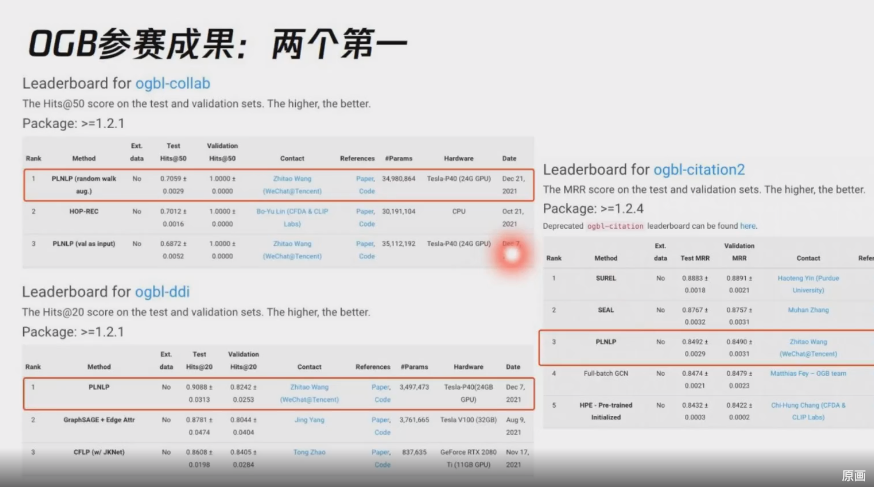 OGB参赛成果：两个第一
Leaderboard for ogbl-collab
The Hits@50 score on the test and validation sets. The higher, the better.
Package: >=1.2.1
Ext. Test Validation
Rank Method data Hits@50 Hits@50 Contact References #Params Hardware Date
1 PLNLP (random walk No 0.7059 ± 1.0000 ± Zhitao Wang Paper, 34,980,864 Tesla-P40 (24G GPU) Dec 21,
aug.) 0.0029 0.0000 (WeChat@Tencent) Code 2021
2 HOP-REC No 0.7012 ± 1.0000 ± Bo-Yu Lin (CFDA & CLIP Paper, 30,191,104 CPU Oct 21,
0.0016 0.0000 Labs) Code 2021
3 PLNLP (val as input) No 0.6872 ± 1.0000 ± Zhitao Wang Paper, 35,112,192 Tesla-P40 (24G GPU)
0.0052 0.0000 (WeChat@Tencent) Code
Leaderboard for ogbl-ddi
The Hits@20 score on the test and validation sets. The higher, the better.
Package: >=1.2.1
Ext. Test Validation
Rank Method data Hits@20 Hits@20 Contact References #Params Hardware Date
1 PLNLP No 0.9088 ± 0.8242 ± Zhitao Wang Paper, 3,497,473 Tesla-P40(24GB Dec 7,
0.0313 0.0253 (WeChat@Tencent) Code GPU) 2021
2 GraphSAGE + Edge Attr No 0.8781 ± 0.8044 ± Jing Yang Paper, 3,761,665 Tesla V100 (32GB) Aug 9,
0.0474 0.0404 Code 2021
3 CFLP (w/ JKNet) No 0.8608 ± 0.8405 ± Tong Zhao Paper, 837,635 GeForce RTX 2080 Nov 17,
0.0198 0.0284 Code Ti (11GB GPU) 2021
Leaderboard for ogbl-citation2
The MRR score on the test and validation sets. The higher, the better.
Package: >=1.2.4
Deprecated ogbl-citation leaderboard can be found here.
Ext. Validation
Rank Method data Test MRR MRR Contact Refer
1 SUREL No 0.8883 ± 0.8891 ± Haoteng Yin (Purdue
0.0018 0.0021 University)
2 SEAL No 0.8767 ± 0.8757 ± Muhan Zhang
0.0032 0.0031
3 PLNLP No 0.8492 ± 0.8490 ± Zhitao Wang
0.0029 0.0031 (WeChat@Tencent)
4 Full-batch GCN No 0.8474 ± 0.8479 ± Matthias Fey – OGB team
0.0021 0.0023
5 HPE - Pre-trained No 0.8432 ± 0.8422 ± Chi-Hung Chang (CFDA &
Initialized 0.0003 0.0002 CLIP Labs)
原画